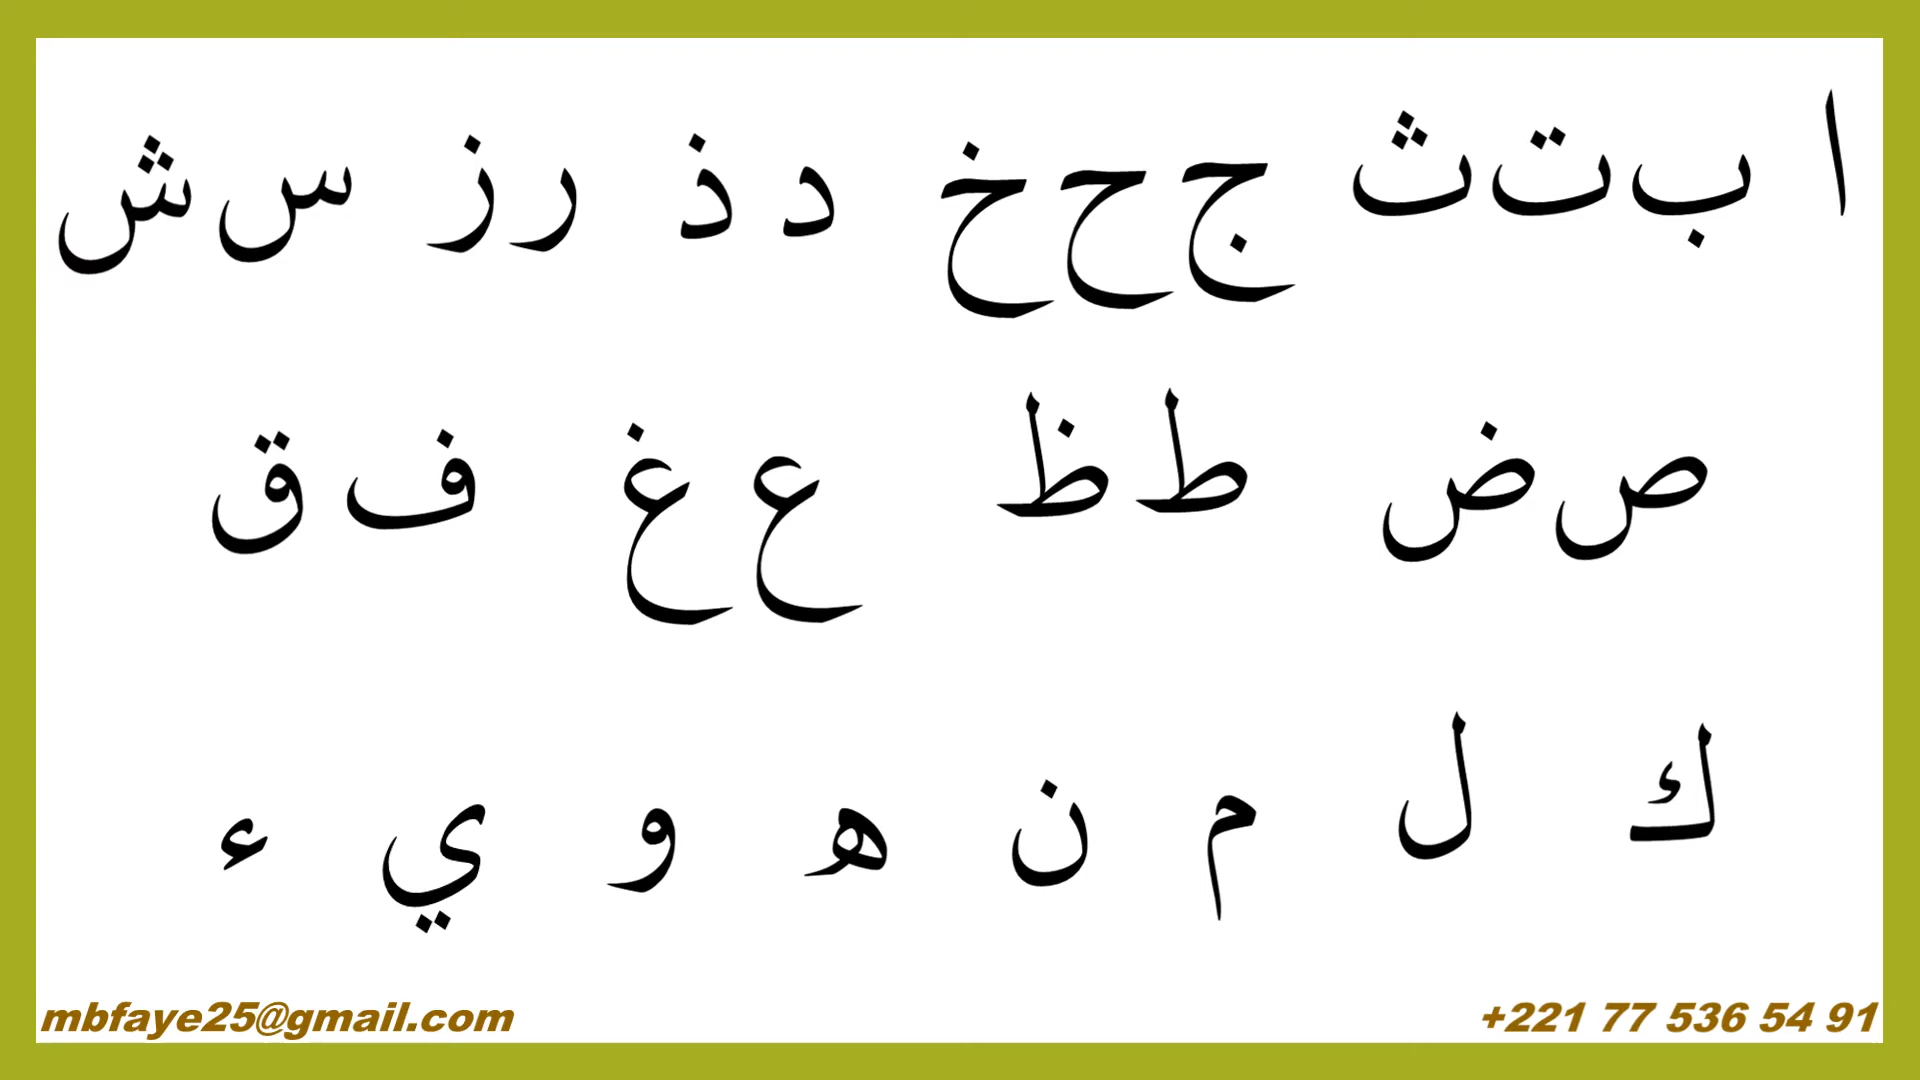 ا ب ت ث ج ح خ د ذ ر ز س ش
ص ض ط ظ ع غ ف ق
ك ل م ن ه و ي ء
mbfaye25@gmail.com +221 77 536 54 91